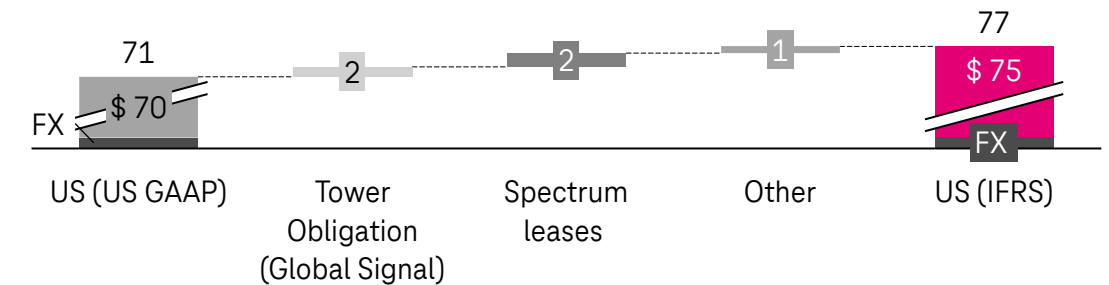 71
$ 70
FX
2
2
1
77
$ 75
FX
US (US GAAP)
Tower
Obligation
(Global Signal)
Spectrum
leases
Other
US (IFRS)